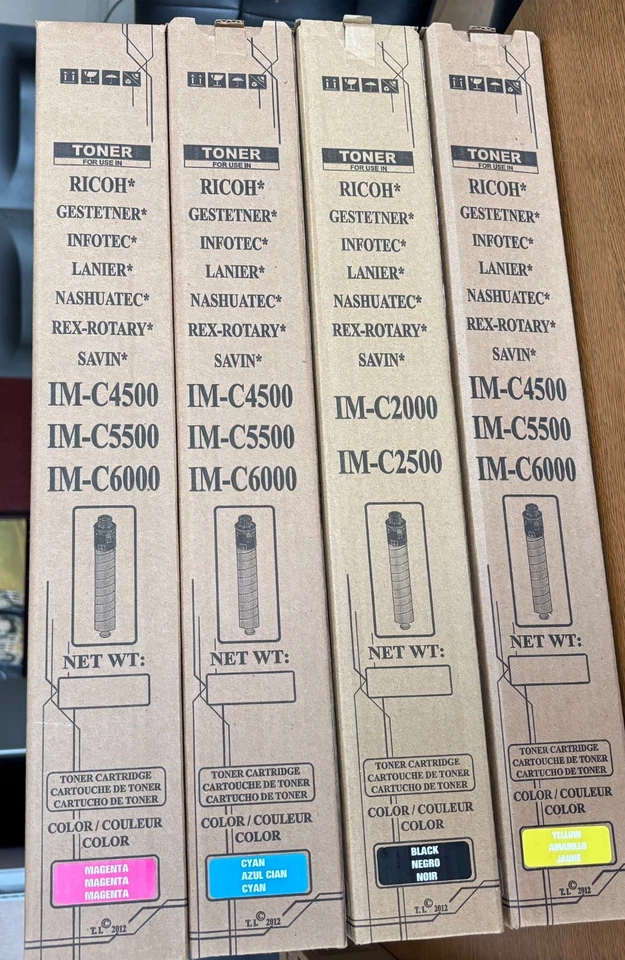 TONER
FOR USE IN
RICOH*
GESTETNER*
INFOTEC*
LANIER*
NASHUATEC*
REX-ROTARY*
SAVIN*
IM-C4500
IM-C5500
IM-C6000
NET WT:
TONER CARTRIDGE
CARTOUCHE DE TONER
CARTUCHO DE TONER
COLOR / COULEUR
COLOR
MAGENTA
MAGENTA
MAGENTA
T.I.© 2012
TONER
FOR USE IN
RICOH*
GESTETNER*
INFOTEC*
LANIER*
NASHUATEC*
REX-ROTARY*
SAVIN*
IM-C4500
IM-C5500
IM-C6000
NET WT:
TONER CARTRIDGE
CARTOUCHE DE TONER
CARTUCHO DE TONER
COLOR / COULEUR
COLOR
CYAN
AZUL CIAN
CYAN
T.I.© 2012
TONER
FOR USE IN
RICOH*
GESTETNER*
INFOTEC*
LANIER*
NASHUATEC*
REX-ROTARY*
SAVIN*
IM-C2000
IM-C2500
NET WT:
TONER CARTRIDGE
CARTOUCHE DE TONER
CARTUCHO DE TONER
COLOR / COULEUR
COLOR
BLACK
NEGRO
NOIR
T.I.© 2012
TONER
FOR USE IN
RICOH*
GESTETNER*
INFOTEC*
LANIER*
NASHUATEC*
REX-ROTARY*
SAVIN*
IM-C4500
IM-C5500
IM-C6000
NET WT:
TONER CARTRIDGE
CARTOUCHE DE TONER
CARTUCHO DE TONER
COLOR / COULEUR
COLOR
YELLOW
AMARILLO
JAUNE
T.I.© 2012